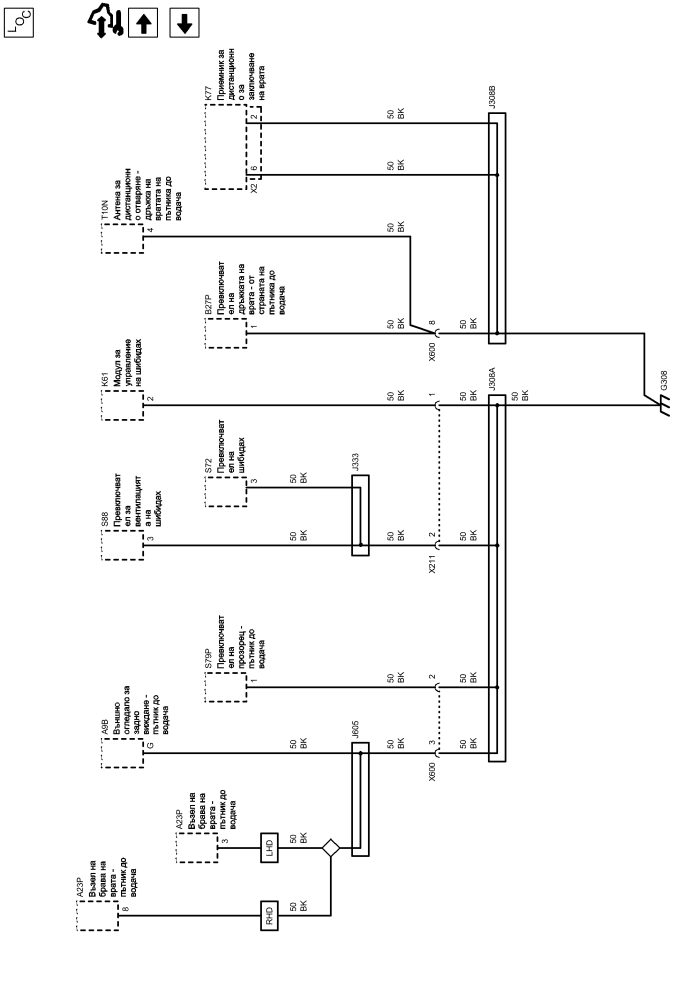 LOC
A23P
Възел на
брава на
врата -
пътник до
водача
8
RHD
50
BK
A23P
Възел на
брава на
врата -
пътник до
водача
3
LHD
50
BK
A9B
Външно
огледало за
задно
виждане -
пътник до
водача
G
50
BK
J605
50
BK
3
X600
50
BK
S79P
Превключват
ел на
прозорец -
пътник до
водача
1
50
BK
2
50
BK
S88
Превключват
ел за
вентилацият
а на
шибидах
3
50
BK
J333
50
BK
2
X211
50
BK
S72
Превключват
ел на
шибидах
3
50
BK
K61
Модул за
управление
на шибидах
2
50
BK
1
50
BK
J308A
50
BK
B27P
Превключват
ел на
дръжката на
врата - от
страната на
пътника до
водача
1
50
BK
8
X600
50
BK
T10N
Антена за
дистанционн
о отваряне -
дръжка на
вратата на
пътника до
водача
4
50
BK
K77
Приемник за
дистанционн
о за
заключване
на врата
X2
6
2
50
BK
50
BK
J308B
G308